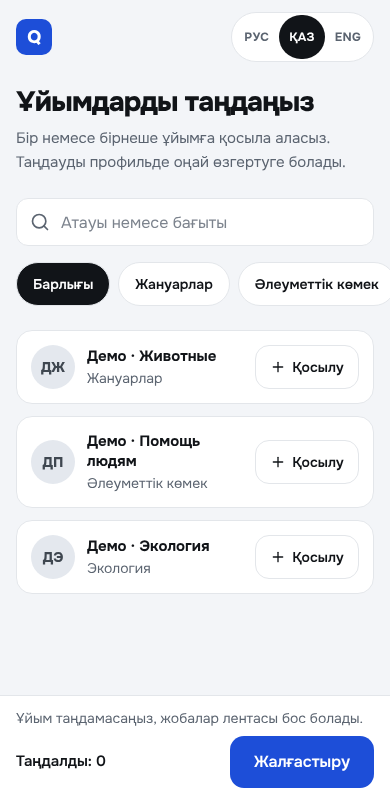 Q
РУС ҚАЗ ENG
Ұйымдарды таңдаңыз
Бір немесе бірнеше ұйымға қосыла аласыз.
Таңдауды профильде оңай өзгертуге болады.
Атауы немесе бағыты
Барлығы Жануарлар Әлеуметтік көмек
ДЖ Демо · Животные
Жануарлар
+ Қосылу
ДП Демо · Помощь
людям
Әлеуметтік көмек
+ Қосылу
ДЭ Демо · Экология
Экология
+ Қосылу
Ұйым таңдамасаңыз, жобалар лентасы бос болады.
Таңдалды: 0
Жалғастыру